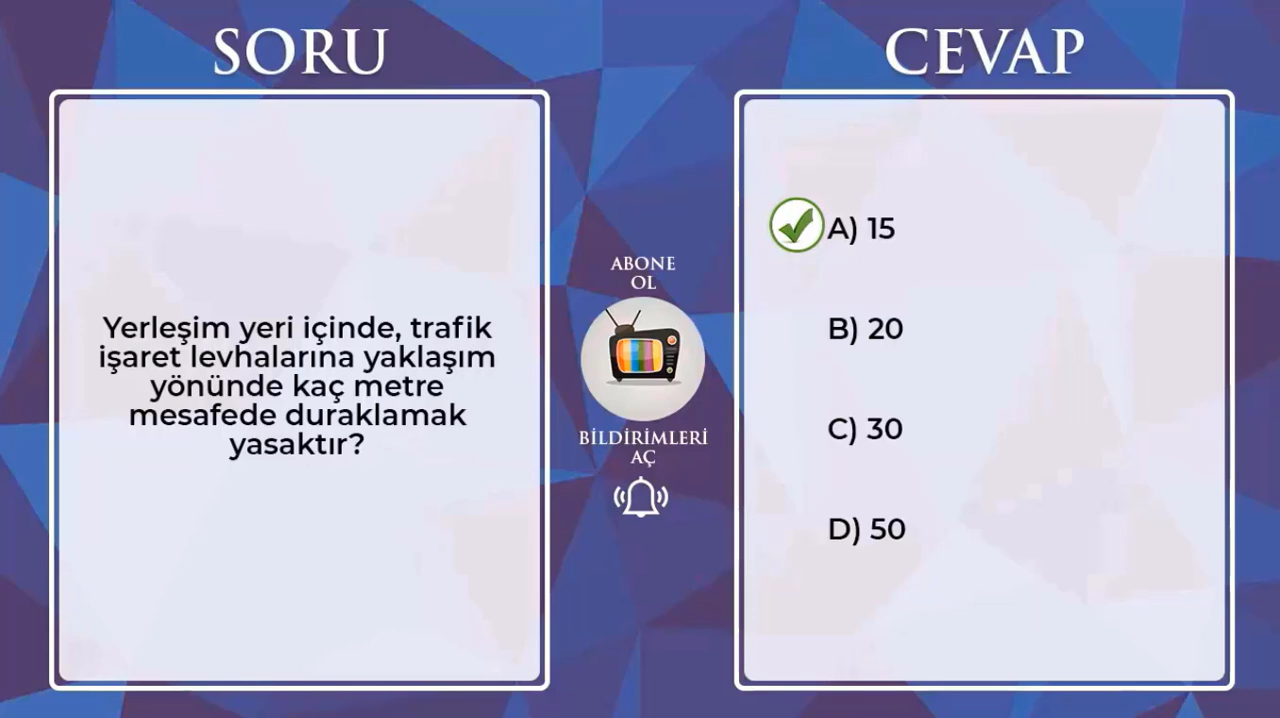 SORU
Yerleşim yeri içinde, trafik
işaret levhalarına yaklaşım
yönünde kaç metre
mesafede duraklamak
yasaktır?
ABONE
OL
BİLDİRİMLERİ
AÇ
CEVAP
A) 15
B) 20
C) 30
D) 50